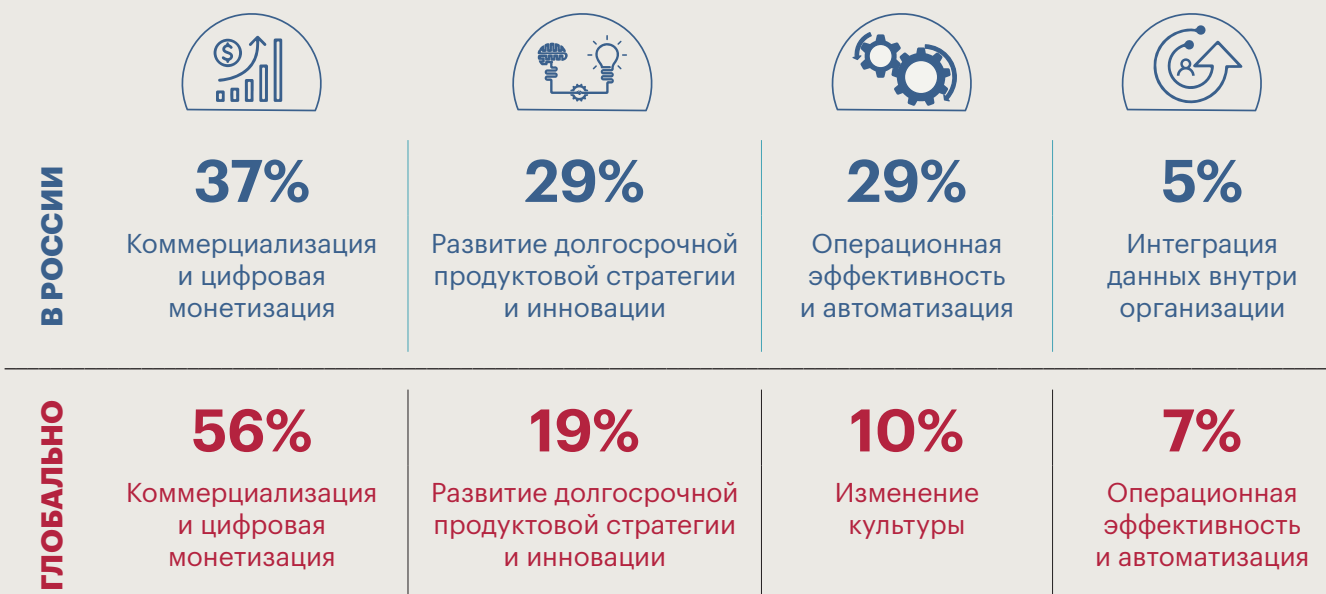 В РОССИИ
37%
Коммерциализация
и цифровая
монетизация
29%
Развитие долгосрочной
продуктовой стратегии
и инновации
29%
Операционная
эффективность
и автоматизация
5%
Интеграция
данных внутри
организации
ГЛОБАЛЬНО
56%
Коммерциализация
и цифровая
монетизация
19%
Развитие долгосрочной
продуктовой стратегии
и инновации
10%
Изменение
культуры
7%
Операционная
эффективность
и автоматизация